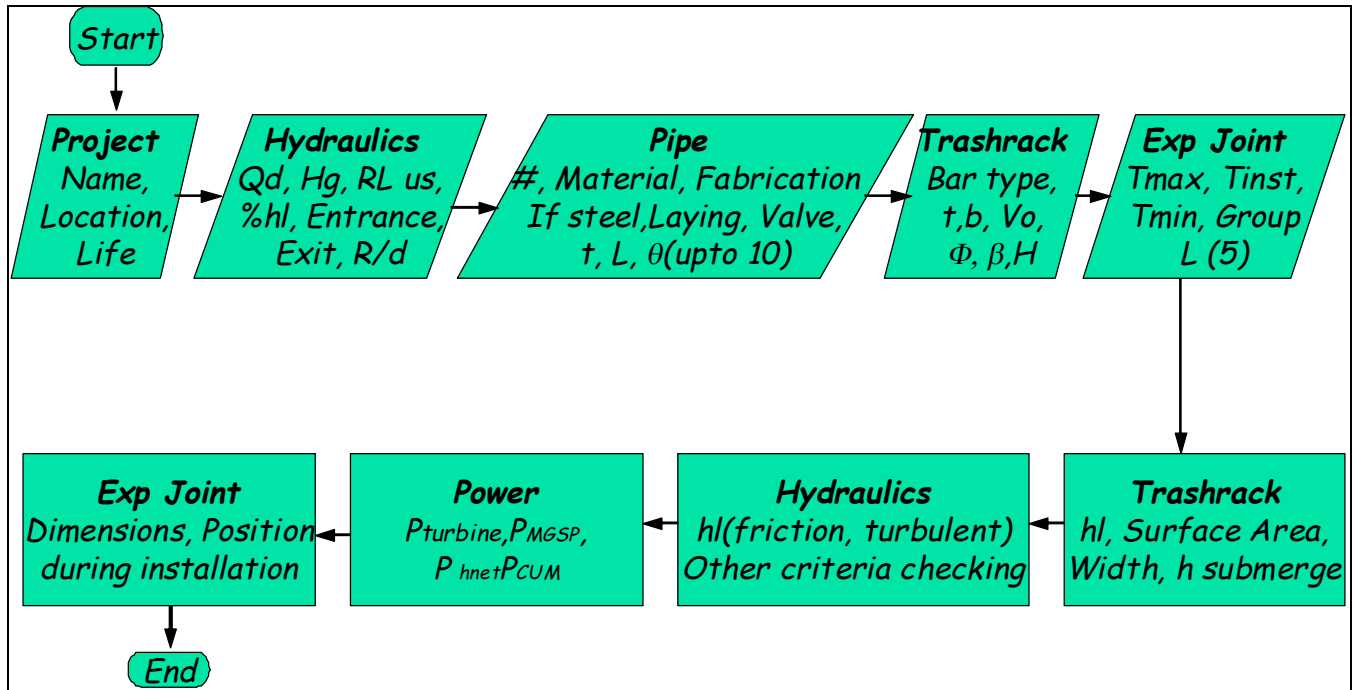 Start
Project
Name,
Location,
Life
Hydraulics
Qd, Hg, RL us,
%hl, Entrance,
Exit, R/d
Pipe
#, Material, Fabrication
If steel,Laying, Valve,
t, L, θ(upto 10)
Trashrack
Bar type,
t,b, Vo,
Φ, β,H
Exp Joint
Tmax, Tinst,
Tmin, Group
L (5)
Trashrack
hl, Surface Area,
Width, h submerge
Hydraulics
hl(friction, turbulent)
Other criteria checking
Power
Pturbine,PMGSP,
P hnetPCUM
Exp Joint
Dimensions, Position
during installation
End